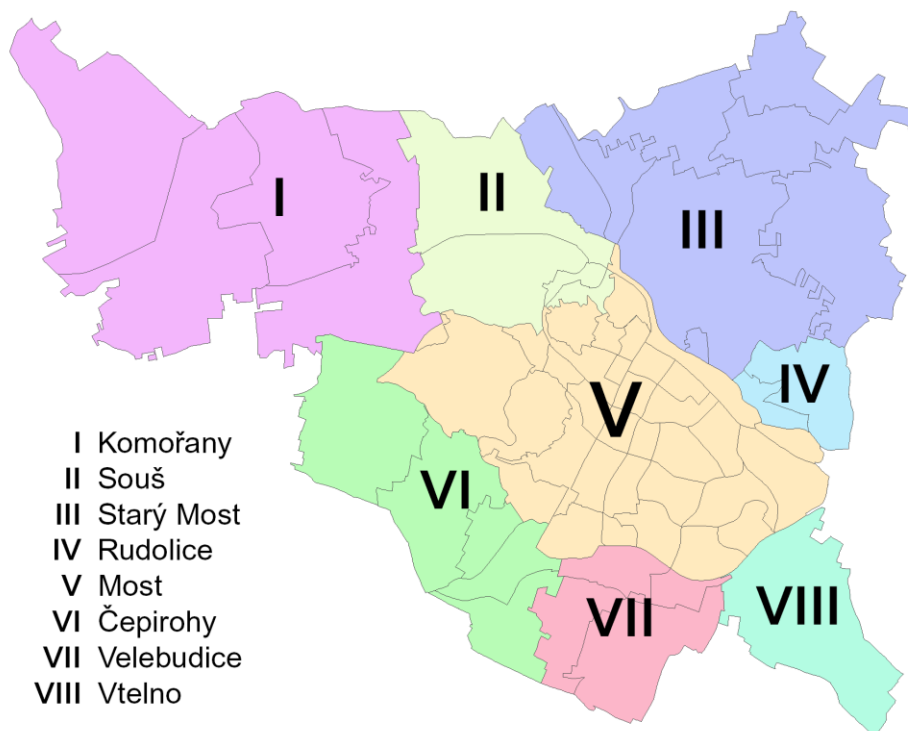 I
II
III
IV
V
VI
VII
VIII
I Komořany
II Souš
III Starý Most
IV Rudolice
V Most
VI Čepirohy
VII Velebudice
VIII Vtelno